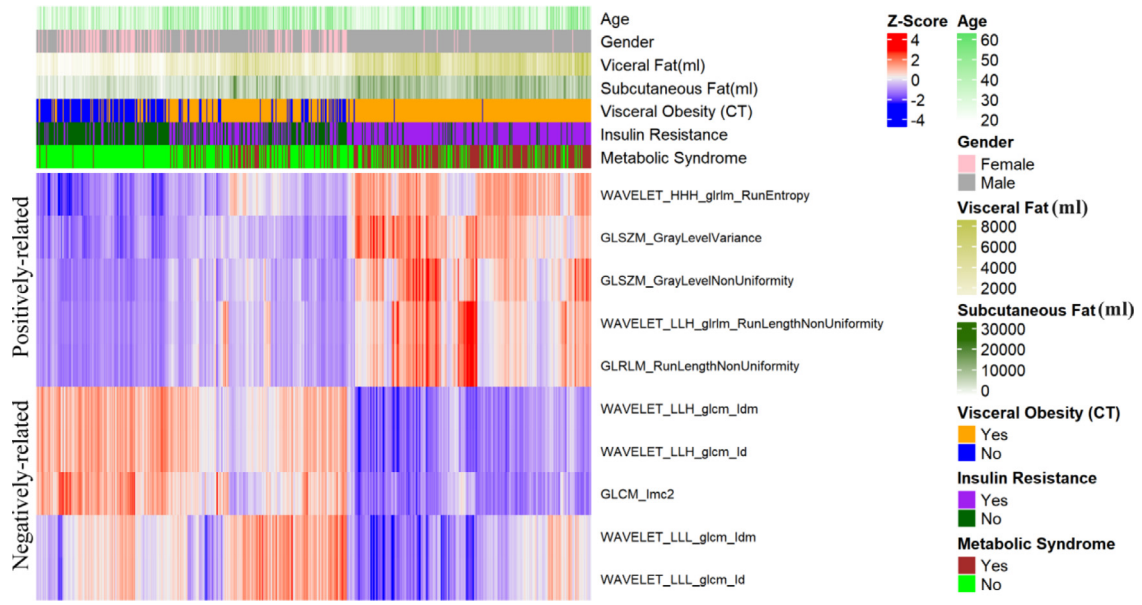 Age
Gender
Viceral Fat(ml)
Subcutaneous Fat(ml)
Visceral Obesity (CT)
Insulin Resistance
Metabolic Syndrome
Positively-related
WAVELET_HHH_glrlm_RunEntropy
GLSZM_GrayLevelVariance
GLSZM_GrayLevelNonUniformity
WAVELET_LLH_glrlm_RunLengthNonUniformity
GLRLM_RunLengthNonUniformity
Negatively-related
WAVELET_LLH_glcm_Idm
WAVELET_LLH_glcm_Id
GLCM_Imc2
WAVELET_LLL_glcm_Idm
WAVELET_LLL_glcm_Id
Z-Score
4
2
0
-2
-4
Age
60
50
40
30
20
Gender
Female
Male
Visceral Fat(ml)
8000
6000
4000
2000
Subcutaneous Fat(ml)
30000
20000
10000
0
Visceral Obesity (CT)
Yes
No
Insulin Resistance
Yes
No
Metabolic Syndrome
Yes
No